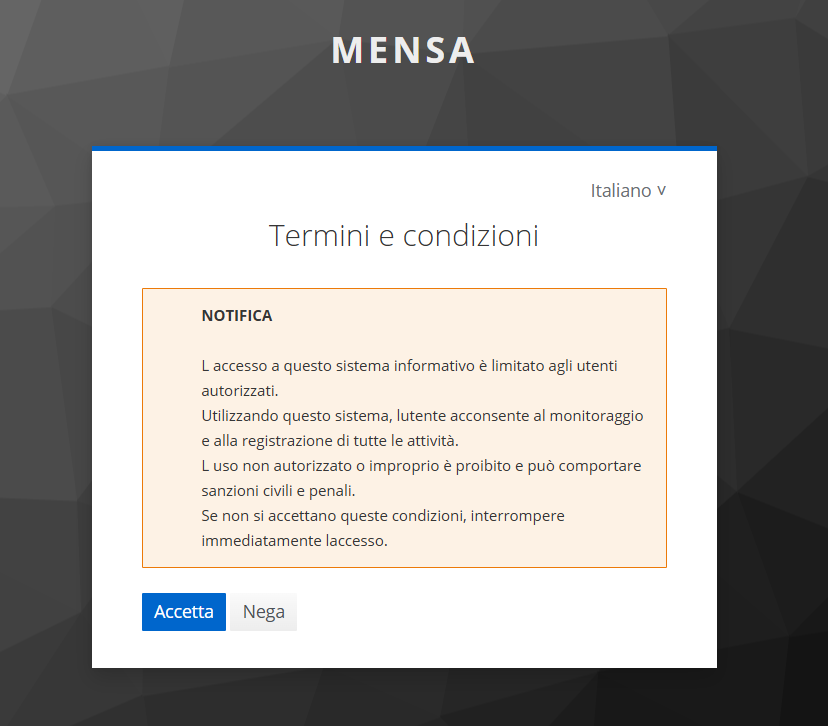 MENSA
Italiano v
Termini e condizioni
NOTIFICA
L accesso a questo sistema informativo è limitato agli utenti
autorizzati.
Utilizzando questo sistema, lutente acconsente al monitoraggio
e alla registrazione di tutte le attività.
L uso non autorizzato o improprio è proibito e può comportare
sanzioni civili e penali.
Se non si accettano queste condizioni, interrompere
immediatamente laccesso.
Accetta Nega